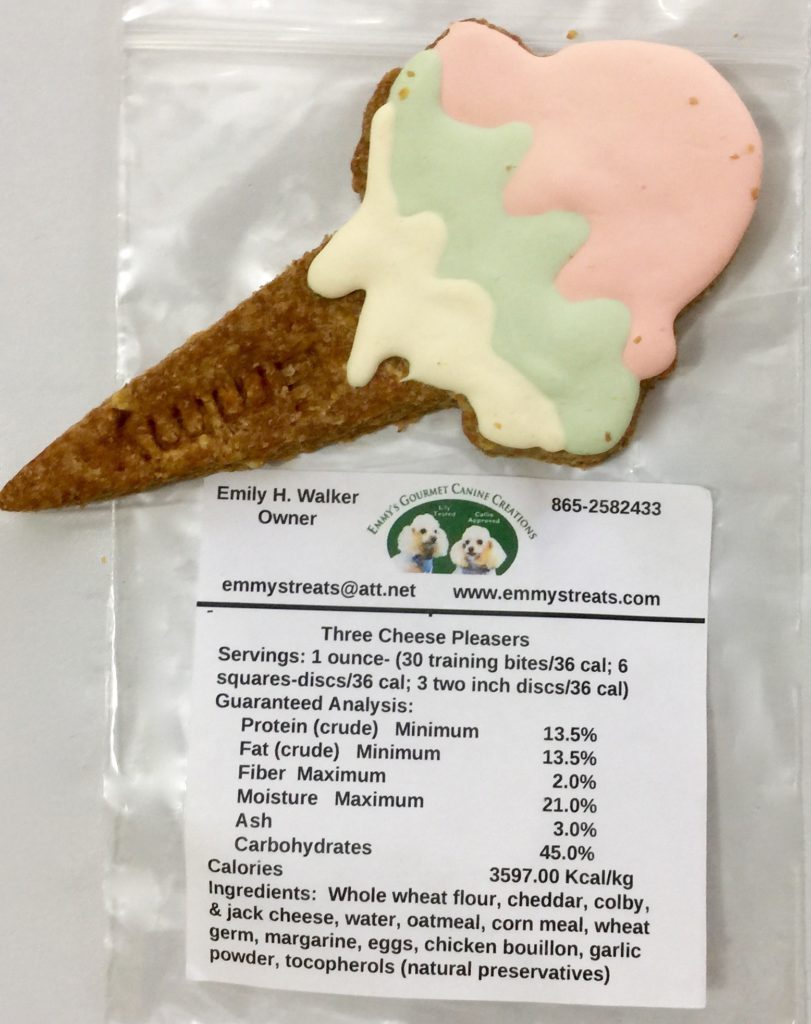 Emily H. Walker
Owner
EMMY'S GOURMET CANINE CREATIONS
Lily Tested
Callie Approved
865-2582433
emmystreats@att.net www.emmystreats.com
Three Cheese Pleasers
Servings: 1 ounce- (30 training bites/36 cal; 6
squares-discs/36 cal; 3 two inch discs/36 cal)
Guaranteed Analysis:
Protein (crude) Minimum 13.5%
Fat (crude) Minimum 13.5%
Fiber Maximum 2.0%
Moisture Maximum 21.0%
Ash 3.0%
Carbohydrates 45.0%
Calories 3597.00 Kcal/kg
Ingredients: Whole wheat flour, cheddar, colby,
& jack cheese, water, oatmeal, corn meal, wheat
germ, margarine, eggs, chicken bouillon, garlic
powder, tocopherols (natural preservatives)